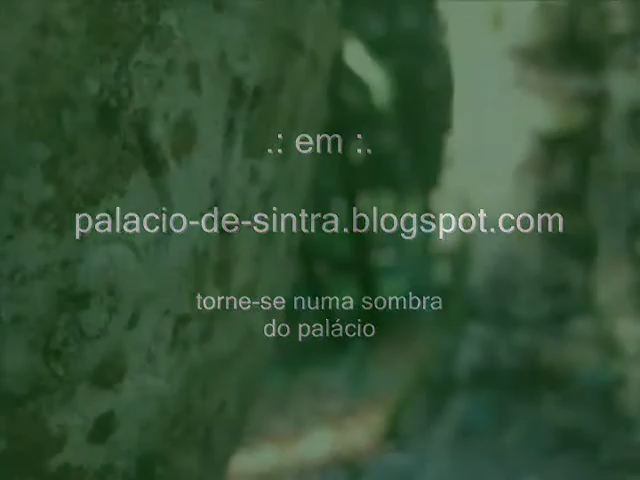 .: em :.
palacio-de-sintra.blogspot.com
torne-se numa sombra
do palácio